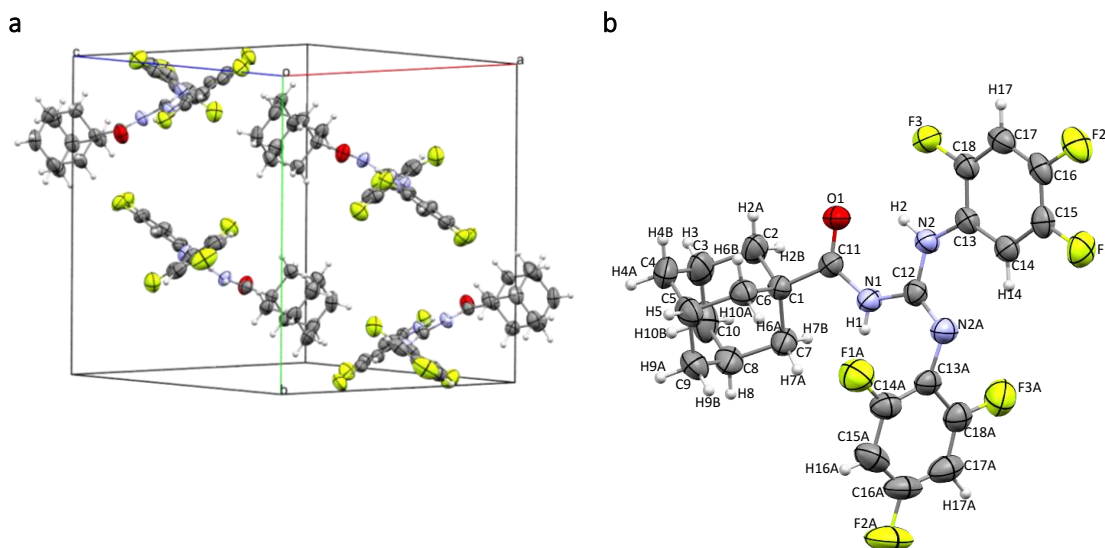 a
b
c
o
a
b
H17
F3
F2
C18
C17
C16
H2A
O1
H2
C15
N2
C13
F
H3
H6B
C2
H4B
C3
H2B
C11
C14
C4
C12
H4A
N1
H14
C5
C6
C1
H5
H10A
H1
N2A
C10
H6A
H7B
H10B
F1A
C7
H9A
C8
C13A
H7A
F3A
C9
C14A
H9B
H8
C18A
C15A
H16A
C17A
C16A
H17A
F2A